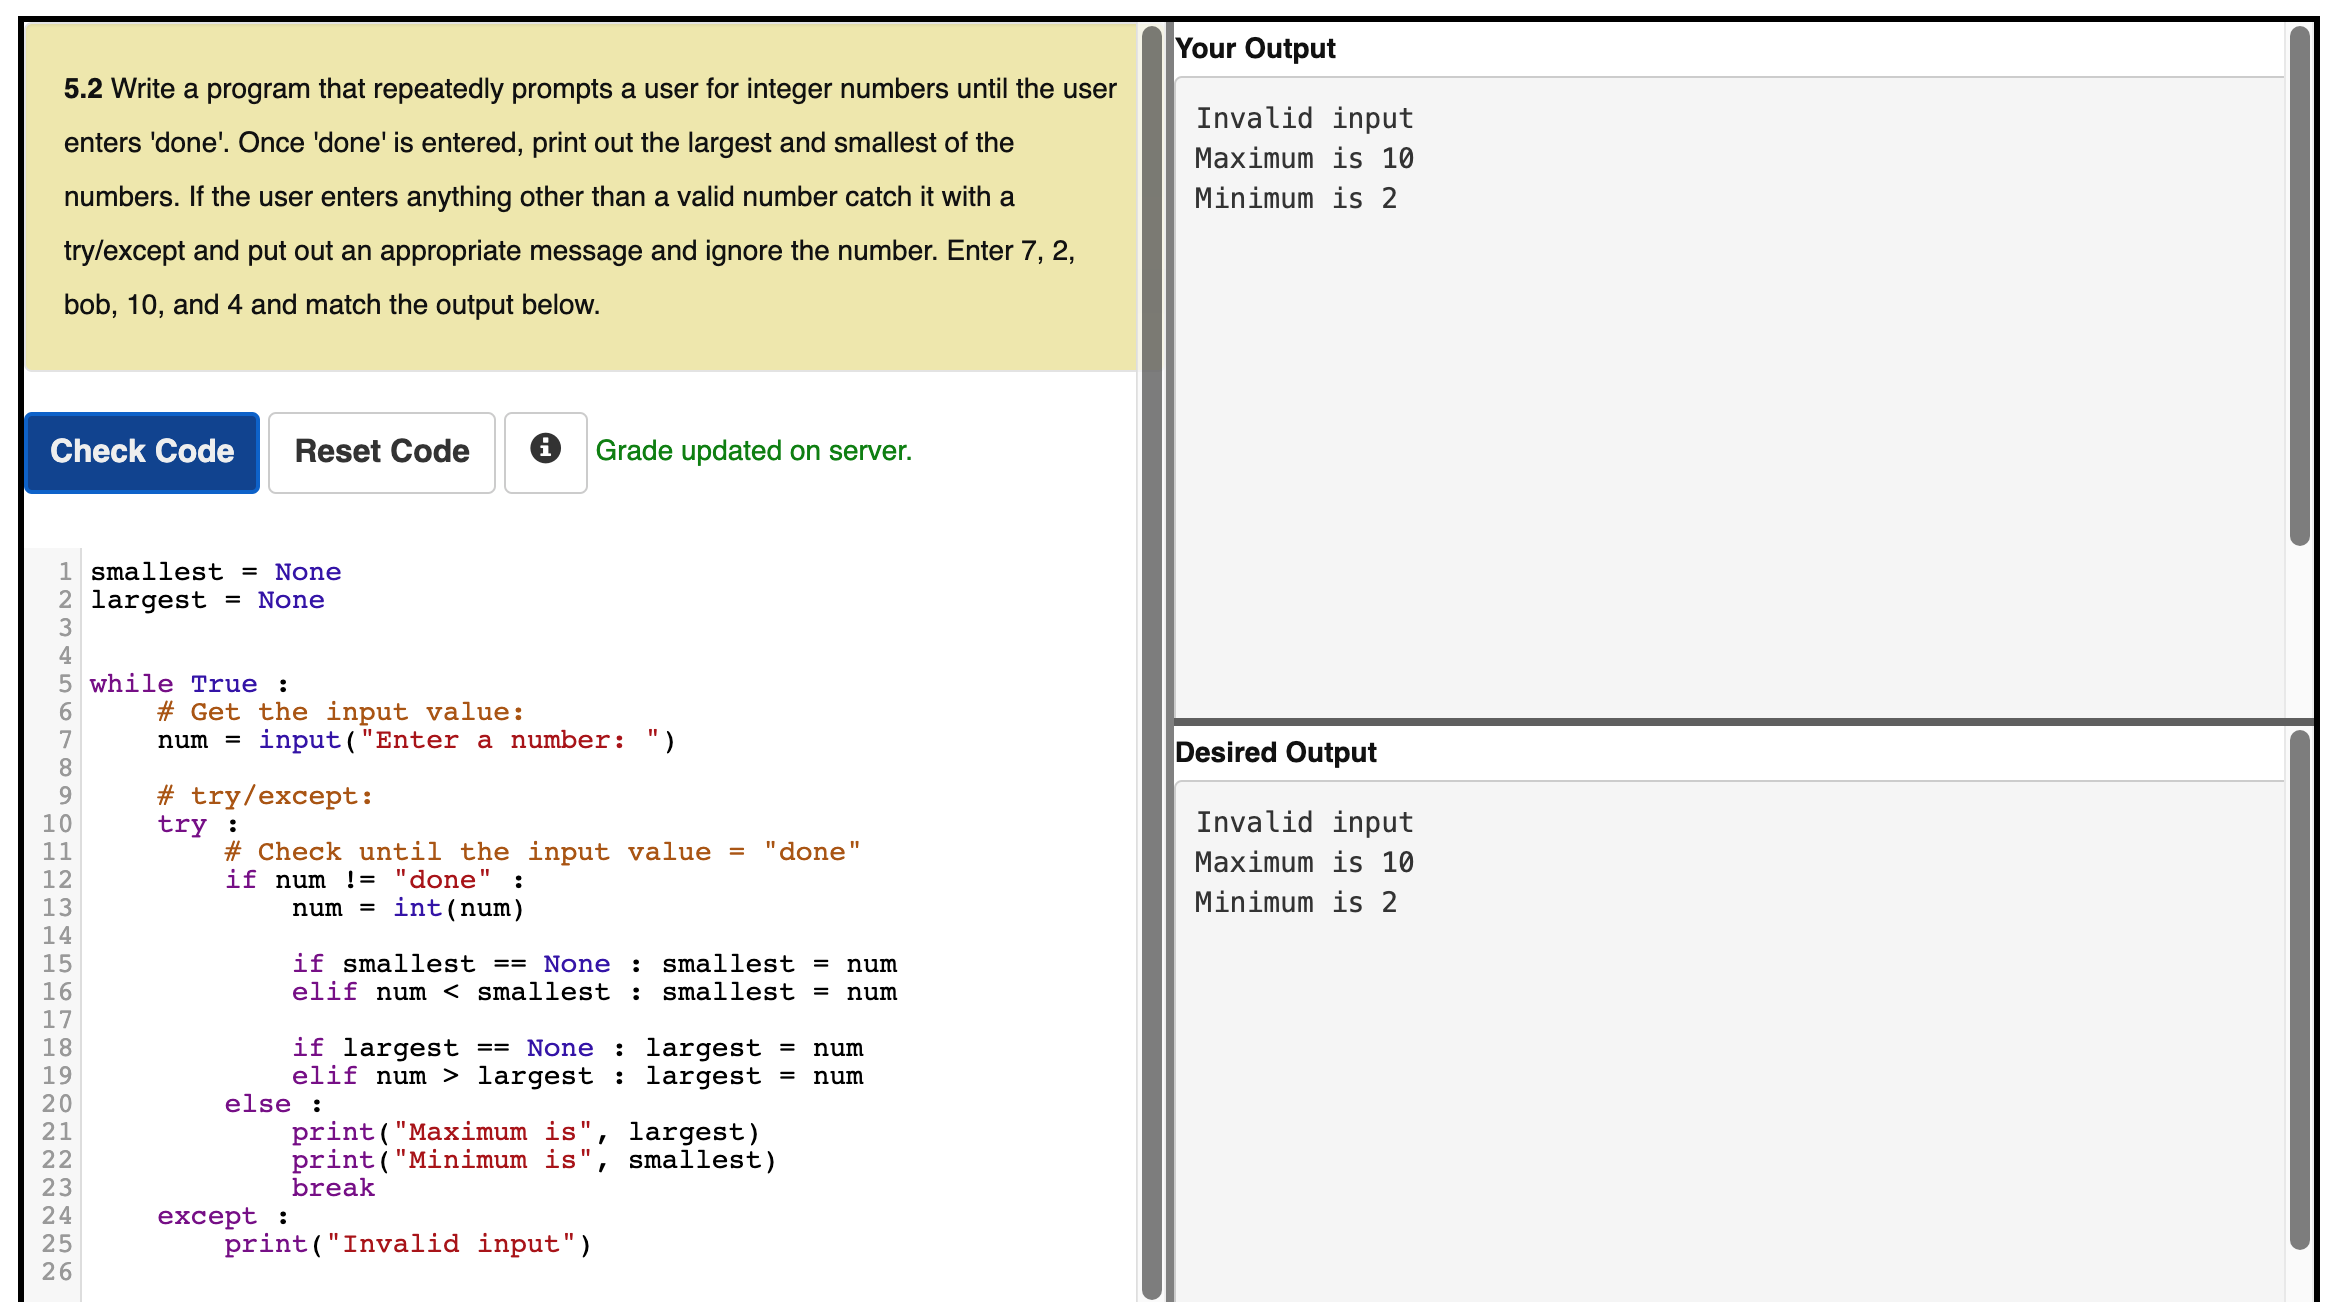 5.2 Write a program that repeatedly prompts a user for integer numbers until the user
enters 'done'. Once 'done' is entered, print out the largest and smallest of the
numbers. If the user enters anything other than a valid number catch it with a
try/except and put out an appropriate message and ignore the number. Enter 7, 2,
bob, 10, and 4 and match the output below.
Check Code Reset Code Grade updated on server.
1 smallest = None
2 largest = None
3
4
5 while True :
6     # Get the input value:
7     num = input("Enter a number: ")
8
9     # try/except:
10     try :
11         # Check until the input value = "done"
12         if num != "done" :
13             num = int(num)
14
15             if smallest == None : smallest = num
16             elif num < smallest : smallest = num
17
18             if largest == None : largest = num
19             elif num > largest : largest = num
20         else :
21             print("Maximum is", largest)
22             print("Minimum is", smallest)
23             break
24     except :
25         print("Invalid input")
26
Your Output
Invalid input
Maximum is 10
Minimum is 2
Desired Output
Invalid input
Maximum is 10
Minimum is 2